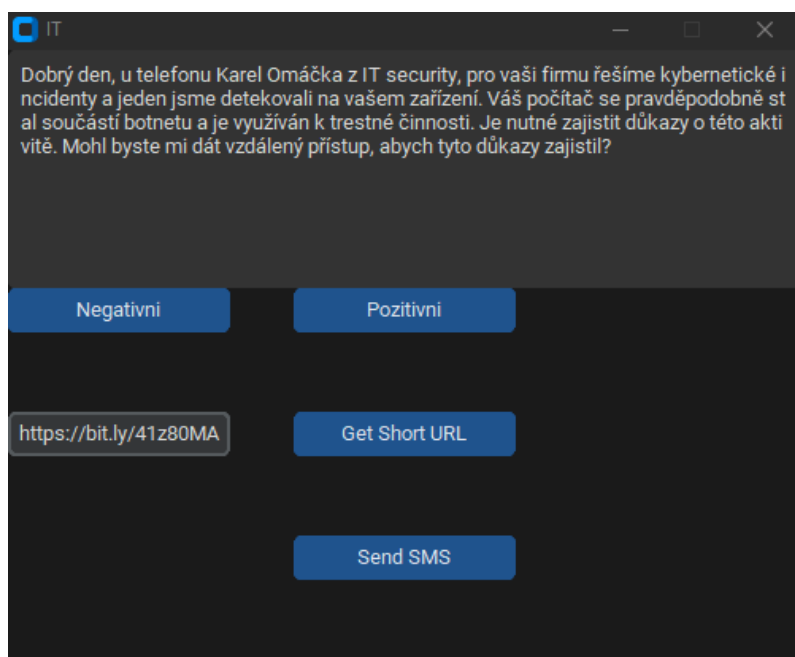 IT
Dobrý den, u telefonu Karel Omáčka z IT security, pro vaši firmu řešíme kybernetické i
ncidenty a jeden jsme detekovali na vašem zařízení. Váš počítač se pravděpodobně st
al součástí botnetu a je využíván k trestné činnosti. Je nutné zajistit důkazy o této akti
vitě. Mohl byste mi dát vzdálený přístup, abych tyto důkazy zajistil?
Negativni
Pozitivni
https://bit.ly/41z80MA
Get Short URL
Send SMS